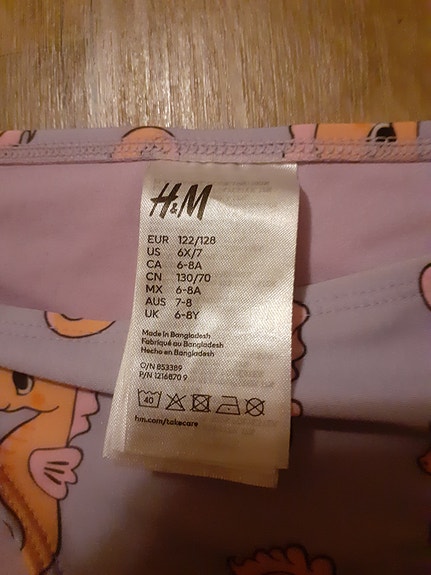 H&M
EUR 122/128
US 6X/7
CA 6-8A
CN 130/70
MX 6-8A
AUS 7-8
UK 6-8Y
Made in Bangladesh
Fabriqué au Bangladesh
Hecho en Bangladesh
O/N 853389
P/N 1216870 9
40
hm.com/takecare